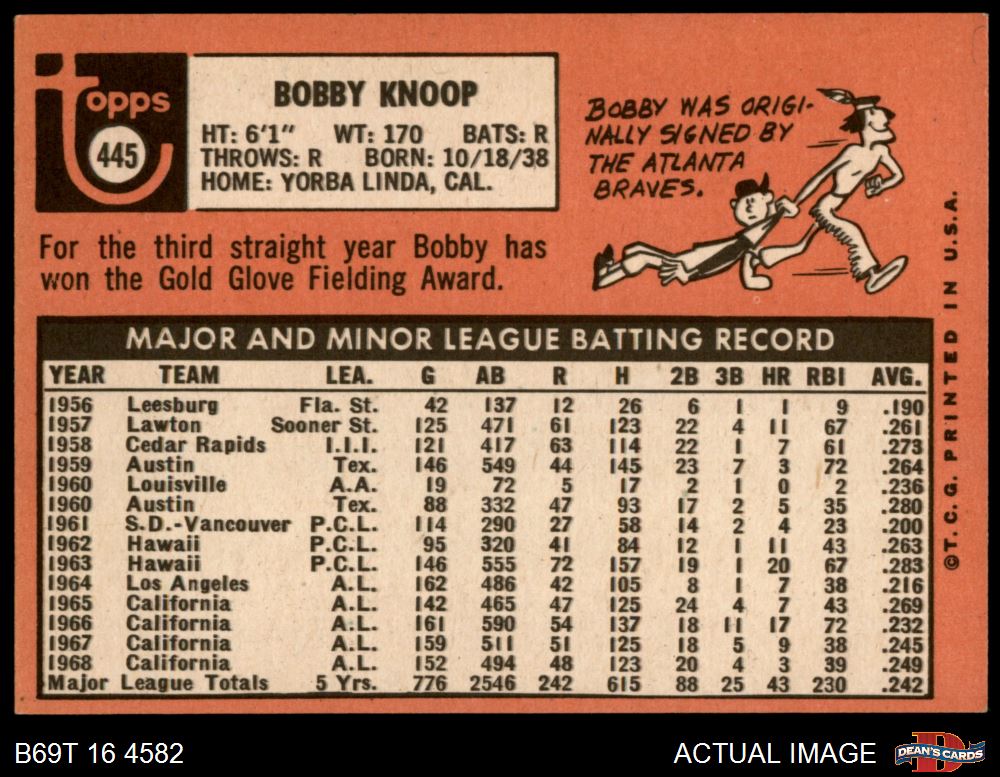 Topps
445
BOBBY KNOOP
HT: 6'1" WT: 170 BATS: R
THROWS: R BORN: 10/18/38
HOME: YORBA LINDA, CAL.
BOBBY WAS ORIGI-
NALLY SIGNED BY
THE ATLANTA
BRAVES.
For the third straight year Bobby has
won the Gold Glove Fielding Award.
MAJOR AND MINOR LEAGUE BATTING RECORD
YEAR TEAM LEA. G AB R H 2B 3B HR RBI AVG.
1956 Leesburg Fla. St. 42 137 12 26 6 1 1 9 .190
1957 Lawton Sooner St. 125 471 61 123 22 4 11 67 .261
1958 Cedar Rapids I.I.I. 121 417 63 114 22 1 7 61 .273
1959 Austin Tex. 146 549 44 145 23 7 3 72 .264
1960 Louisville A.A. 19 72 5 17 2 1 0 2 .236
1960 Austin Tex. 88 332 47 93 17 2 5 35 .280
1961 S.D.-Vancouver P.C.L. 114 290 27 58 14 2 4 23 .200
1962 Hawaii P.C.L. 95 320 41 84 12 1 11 43 .263
1963 Hawaii P.C.L. 146 555 72 157 19 1 20 67 .283
1964 Los Angeles A.L. 162 486 42 105 8 1 7 38 .216
1965 California A.L. 142 465 47 125 24 4 7 43 .269
1966 California A.L. 161 590 54 137 18 11 17 72 .232
1967 California A.L. 159 511 51 125 18 5 9 38 .245
1968 California A.L. 152 494 48 123 20 4 3 39 .249
Major League Totals 5 Yrs. 776 2546 242 615 88 25 43 230 .242
©T.C.G. PRINTED IN U.S.A.
B69T 16 4582
ACTUAL IMAGE
D
DEAN'S CARDS